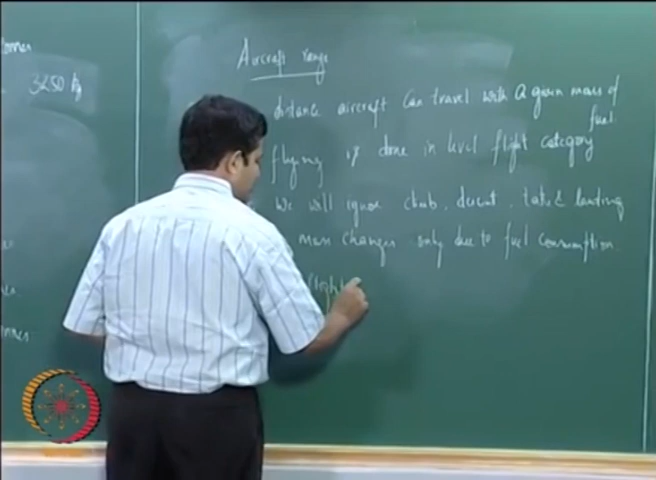 3650 kg
Aircraft range
distance aircraft can travel with a given mass of
fuel
flying is done in level flight category
We will ignore climb, descent, take & landing
mass changes only due to fuel consumption